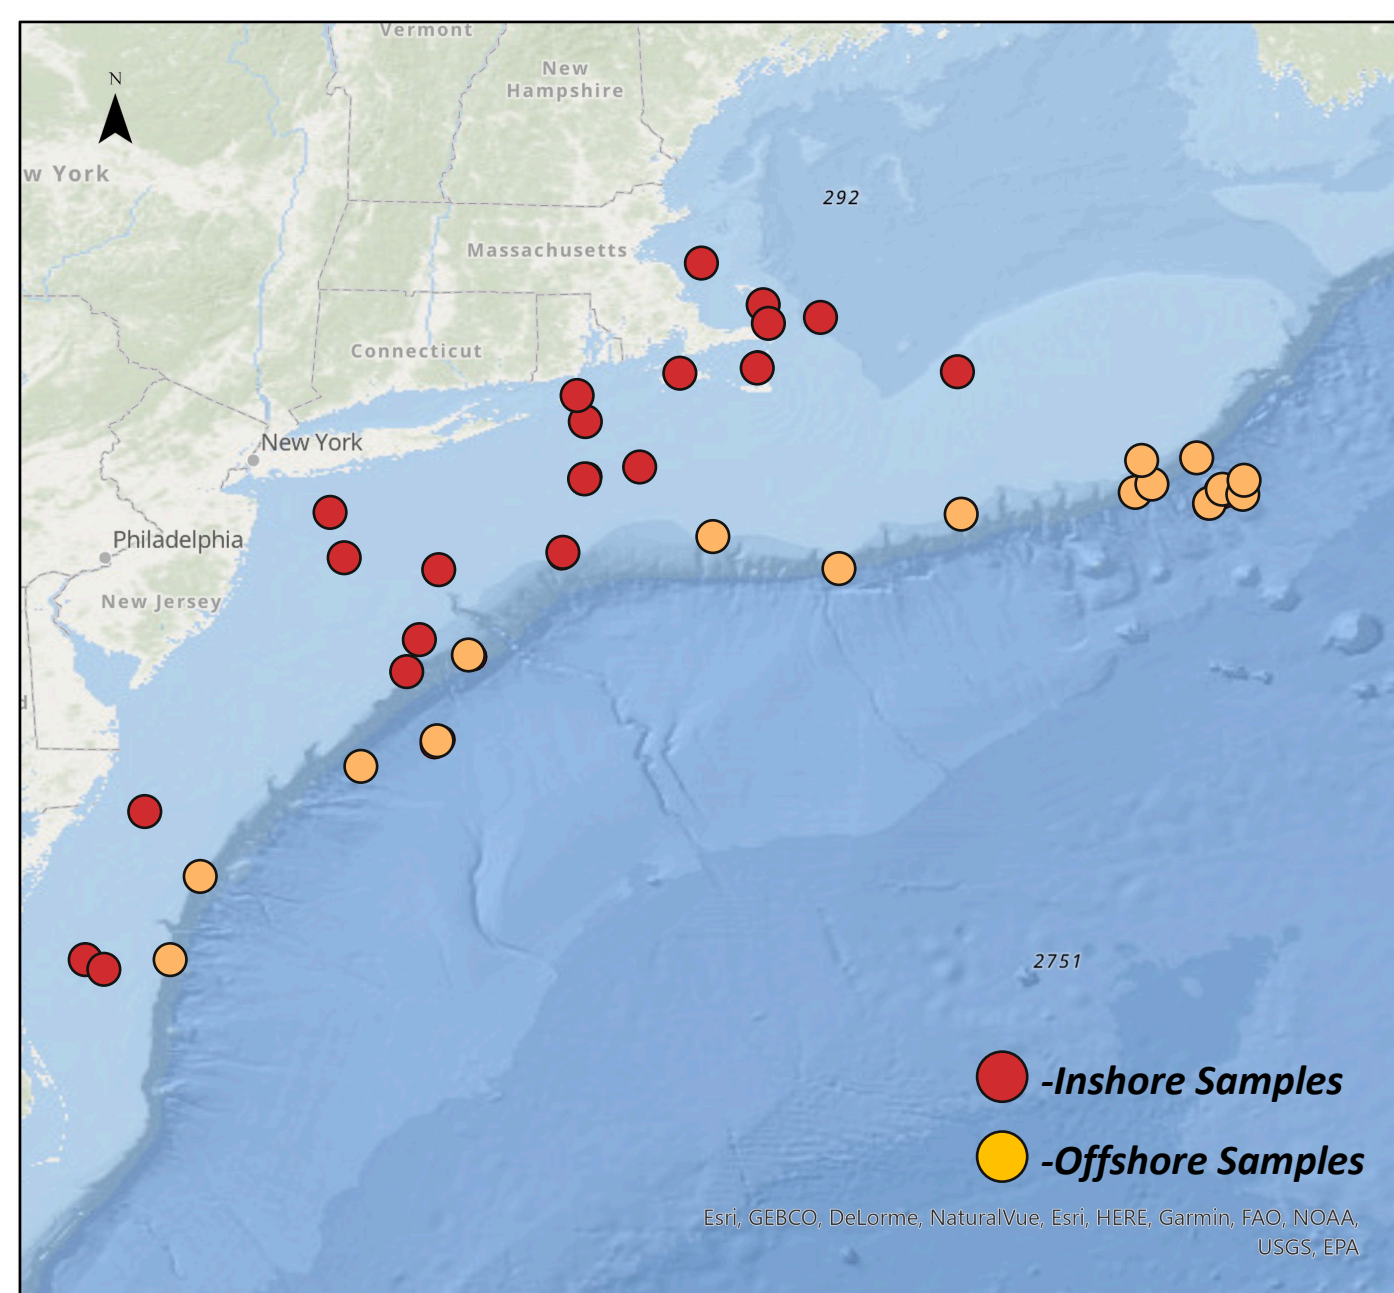 Vermont
N
New
Hampshire
w York
292
Massachusetts
Connecticut
New York
Philadelphia
New Jersey
d
2751
-Inshore Samples
-Offshore Samples
Esri, GEBCO, DeLorme, NaturalVue, Esri, HERE, Garmin, FAO, NOAA,
USGS, EPA